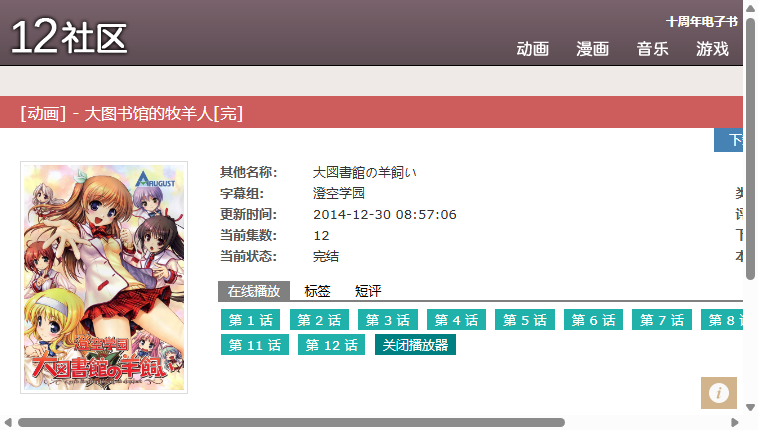 12社区
十周年电子书
动画 漫画 音乐 游戏
[动画] - 大图书馆的牧羊人[完]
下
AUGUST
澄空学园
大図書館の羊飼い
其他名称: 大図書館の羊飼い
字幕组: 澄空学园
更新时间: 2014-12-30 08:57:06
当前集数: 12
当前状态: 完结
在线播放 标签 短评
第 1 话 第 2 话 第 3 话 第 4 话 第 5 话 第 6 话 第 7 话 第 8
第 11 话 第 12 话 关闭播放器
i